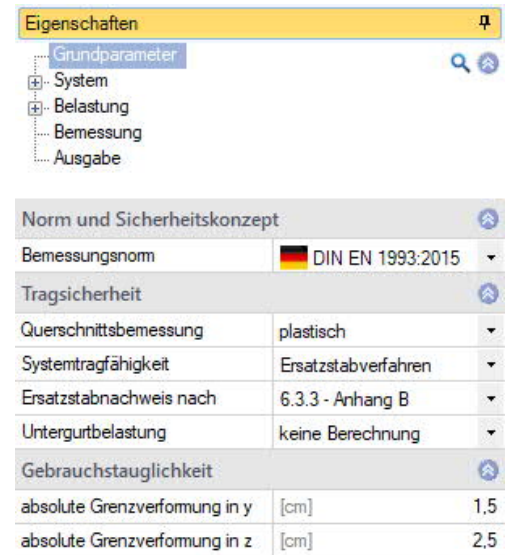 Eigenschaften
Grundparameter
System
Belastung
Bemessung
Ausgabe
Norm und Sicherheitskonzept
Bemessungsnorm DIN EN 1993:2015
Tragsicherheit
Querschnittsbemessung plastisch
Systemtragfähigkeit Ersatzstabverfahren
Ersatzstabnachweis nach 6.3.3 - Anhang B
Untergurtbelastung keine Berechnung
Gebrauchstauglichkeit
absolute Grenzverformung in y [cm] 1,5
absolute Grenzverformung in z [cm] 2,5